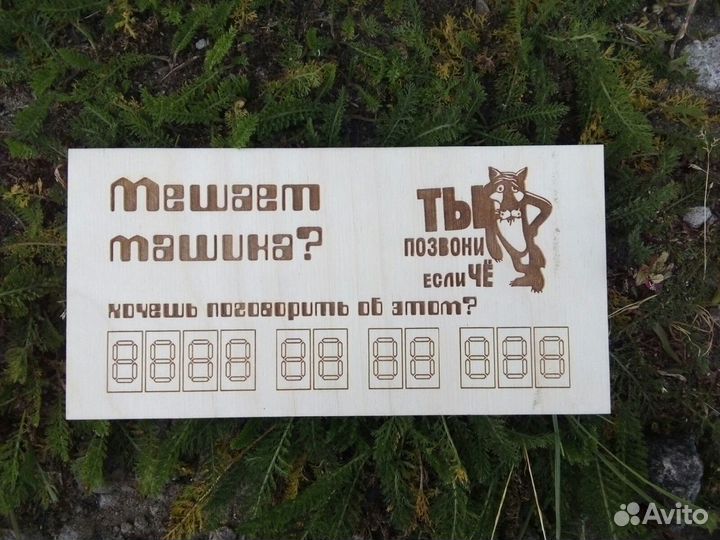 Мешает
машина?
ТЫ
ПОЗВОНИ
ЕСЛИ ЧЁ
хочешь поговорить об этом?
8888 88 88 888
Avito